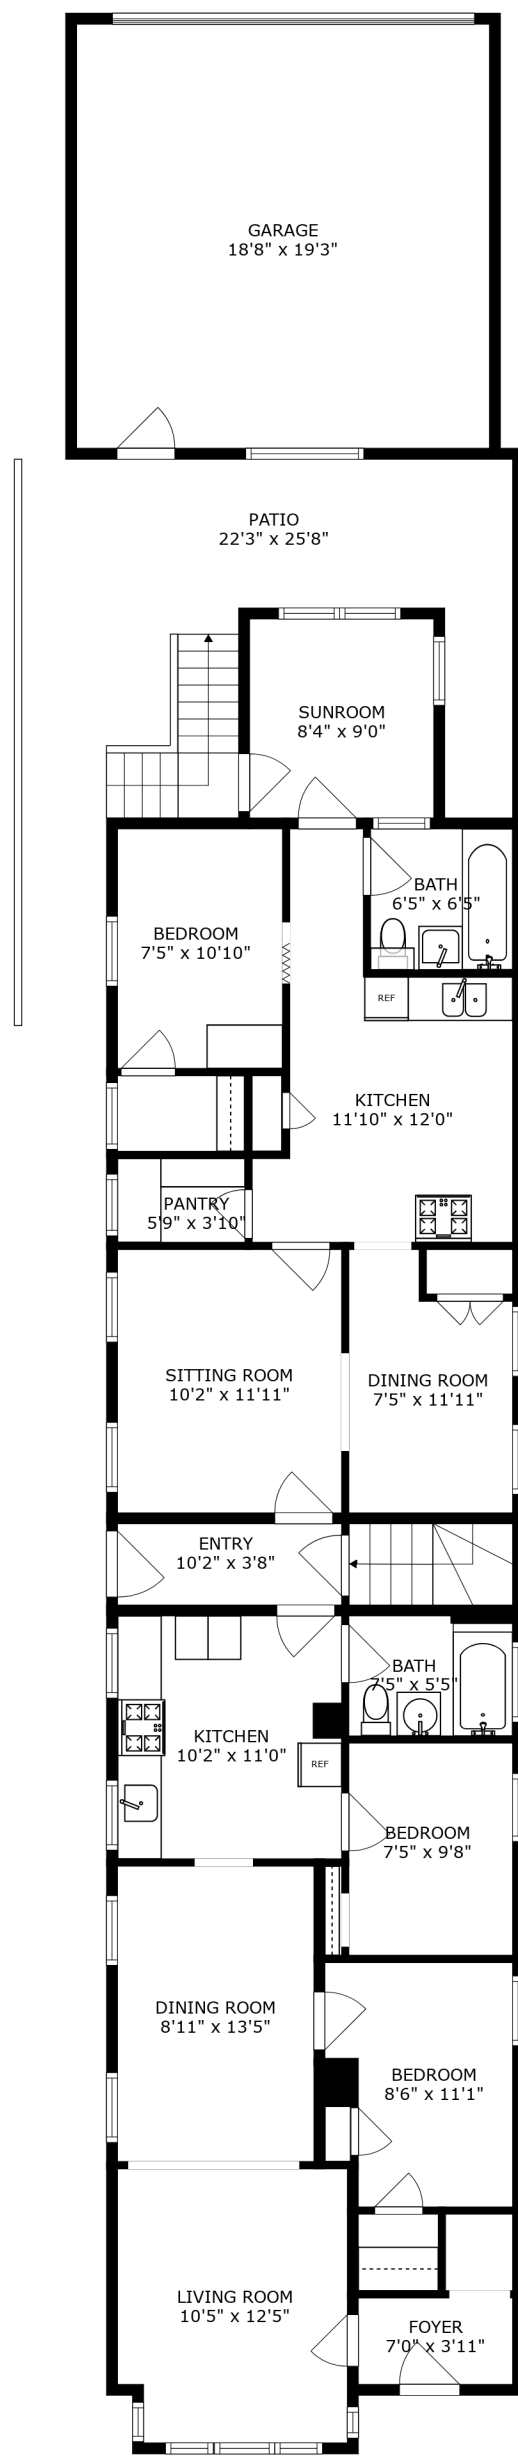 GARAGE
18'8" x 19'3"
PATIO
22'3" x 25'8"
SUNROOM
8'4" x 9'0"
BATH
6'5" x 6'5"
BEDROOM
7'5" x 10'10"
REF
KITCHEN
11'10" x 12'0"
PANTRY
5'9" x 3'10"
SITTING ROOM
10'2" x 11'11"
DINING ROOM
7'5" x 11'11"
ENTRY
10'2" x 3'8"
BATH
7'5" x 5'5"
KITCHEN
10'2" x 11'0"
REF
BEDROOM
7'5" x 9'8"
DINING ROOM
8'11" x 13'5"
BEDROOM
8'6" x 11'1"
LIVING ROOM
10'5" x 12'5"
FOYER
7'0" x 3'11"